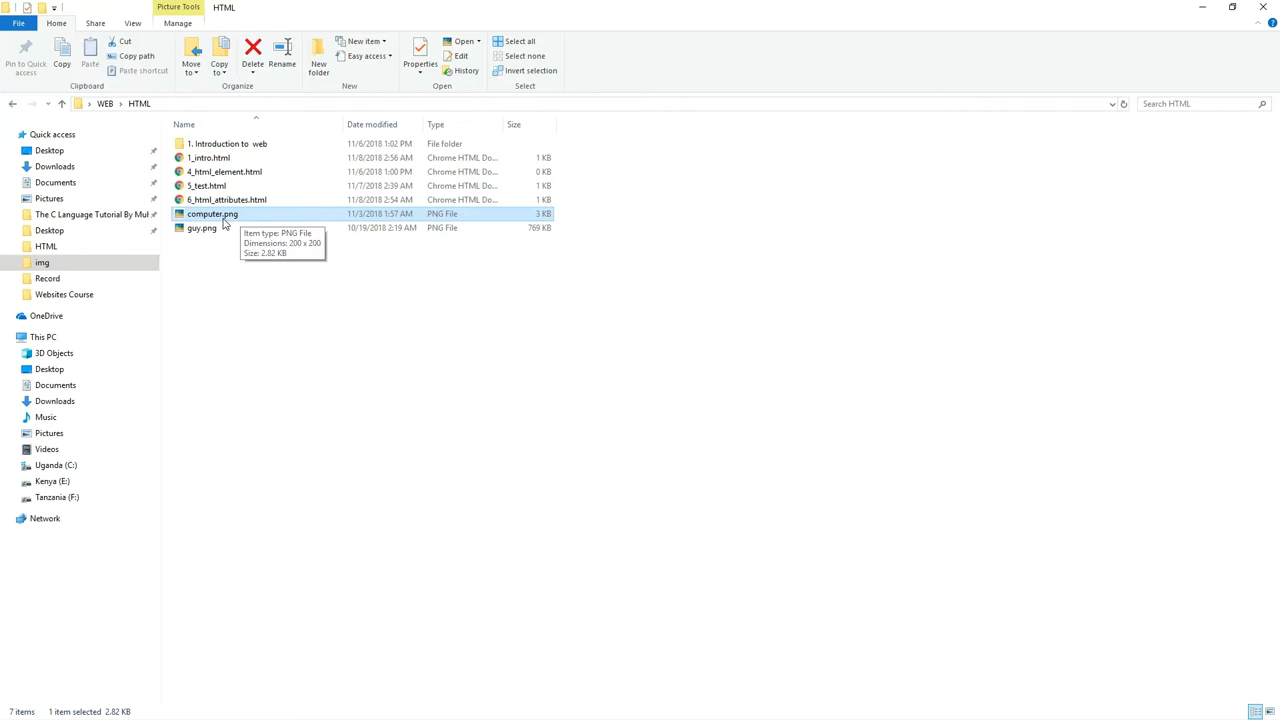 Picture Tools HTML
File Home Share View Manage
Pin to Quick access
Copy
Paste
Cut
Copy path
Paste shortcut
Clipboard
Move to
Copy to
Delete
Rename
Organize
New folder
New item
Easy access
New
Properties
Open
Edit
History
Open
Select all
Select none
Invert selection
Select
WEB HTML
Search HTML
Name Date modified Type Size
1. Introduction to web 11/6/2018 1:02 PM File folder
1_intro.html 11/8/2018 2:56 AM Chrome HTML Do... 1 KB
4_html_element.html 11/6/2018 1:00 PM Chrome HTML Do... 0 KB
5_test.html 11/7/2018 2:39 AM Chrome HTML Do... 1 KB
6_html_attributes.html 11/8/2018 2:54 AM Chrome HTML Do... 1 KB
computer.png 11/3/2018 1:57 AM PNG File 3 KB
guy.png 10/19/2018 2:19 AM PNG File 769 KB
Item type: PNG File
Dimensions: 200 x 200
Size: 2.82 KB
Quick access
Desktop
Downloads
Documents
Pictures
The C Language Tutorial By Mul
Desktop
HTML
img
Record
Websites Course
OneDrive
This PC
3D Objects
Desktop
Documents
Downloads
Music
Pictures
Videos
Uganda (C:)
Kenya (E:)
Tanzania (F:)
Network
7 items 1 item selected 2.82 KB